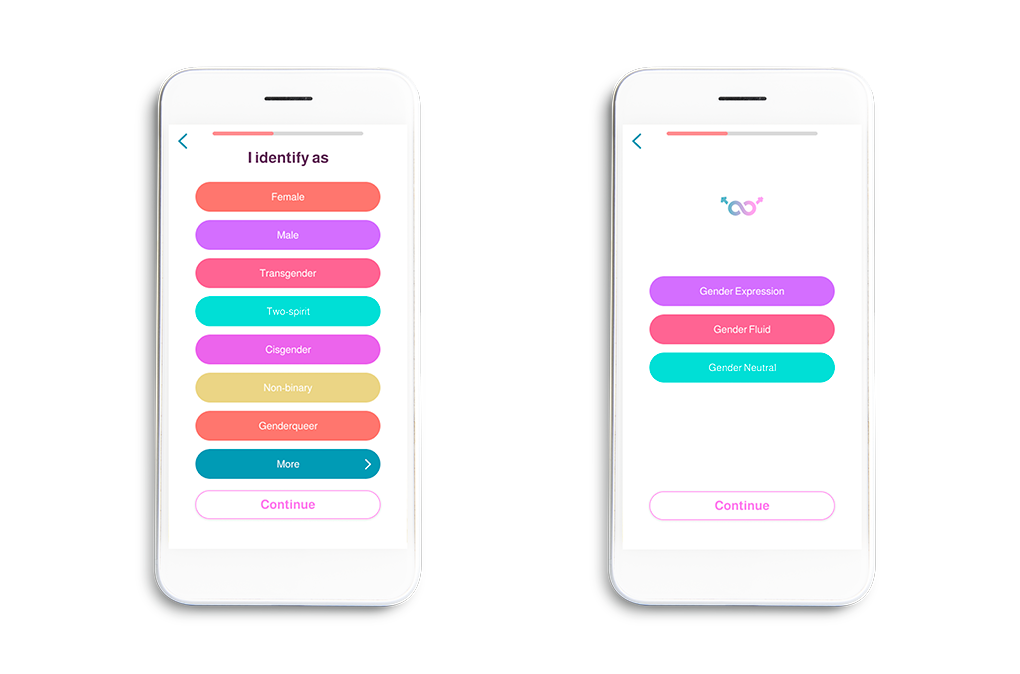 I identify as
Female
Male
Transgender
Two-spirit
Cisgender
Non-binary
Genderqueer
More
Continue
Gender Expression
Gender Fluid
Gender Neutral
Continue